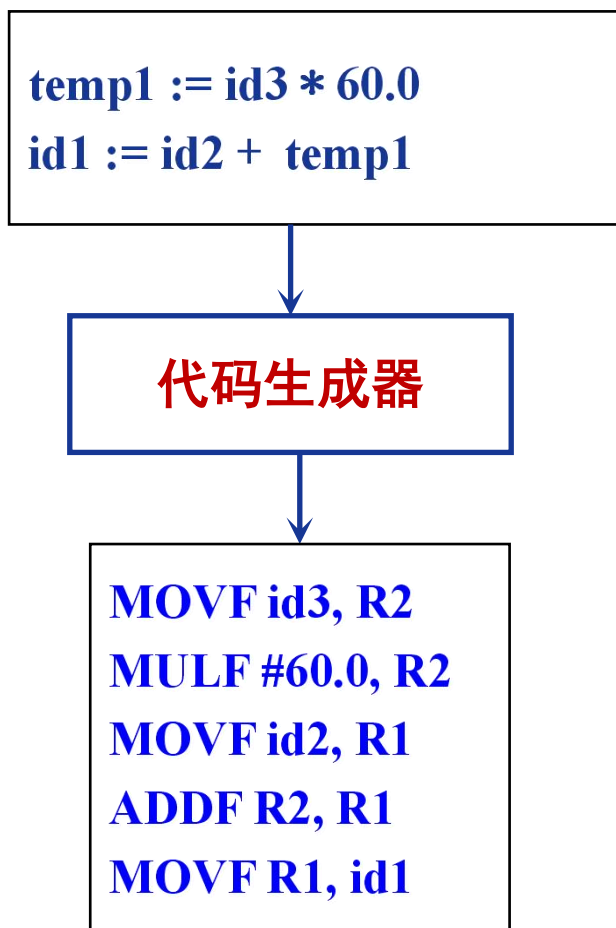 temp1 := id3 * 60.0
id1 := id2 + temp1
代码生成器
MOVF id3, R2
MULF #60.0, R2
MOVF id2, R1
ADDF R2, R1
MOVF R1, id1